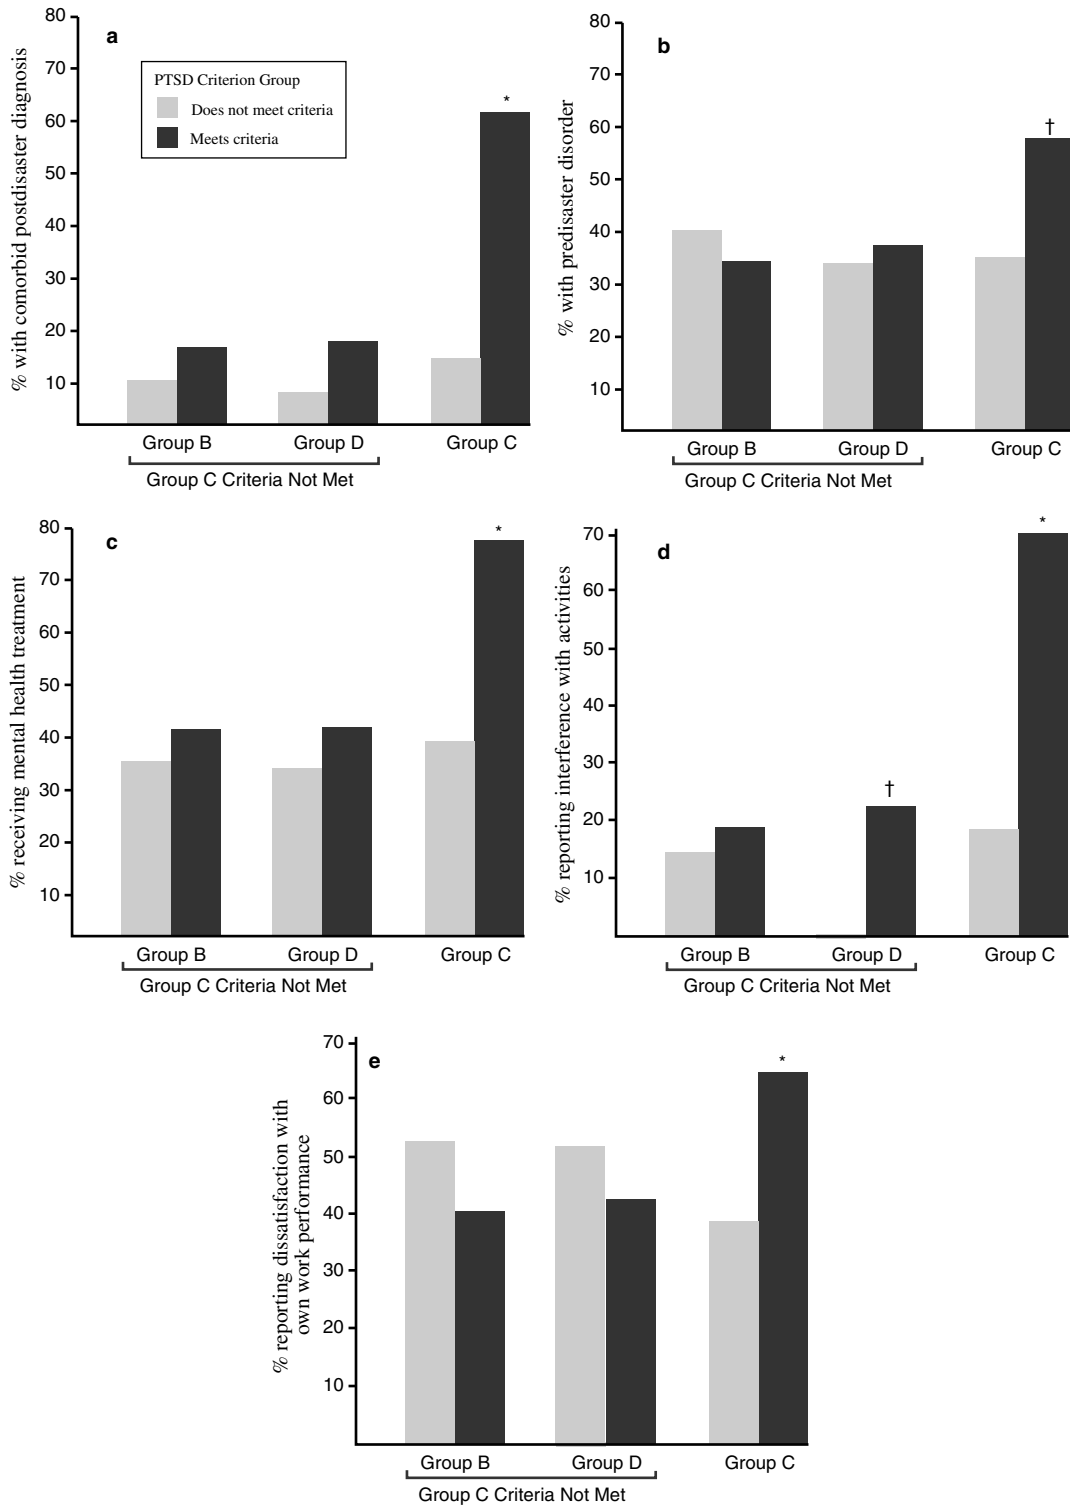 a
% with comorbid postdisaster diagnosis
80
70
60
50
40
30
20
10
PTSD Criterion Group
Does not meet criteria
Meets criteria
*
Group B
Group D
Group C
Group C Criteria Not Met
b
% with predisaster disorder
80
70
60
50
40
30
20
10
†
Group B
Group D
Group C
Group C Criteria Not Met
c
% receiving mental health treatment
80
70
60
50
40
30
20
10
*
Group B
Group D
Group C
Group C Criteria Not Met
d
% reporting interference with activities
70
60
50
40
30
20
10
†
*
Group B
Group D
Group C
Group C Criteria Not Met
e
% reporting dissatisfaction with
own work performance
70
60
50
40
30
20
10
*
Group B
Group D
Group C
Group C Criteria Not Met